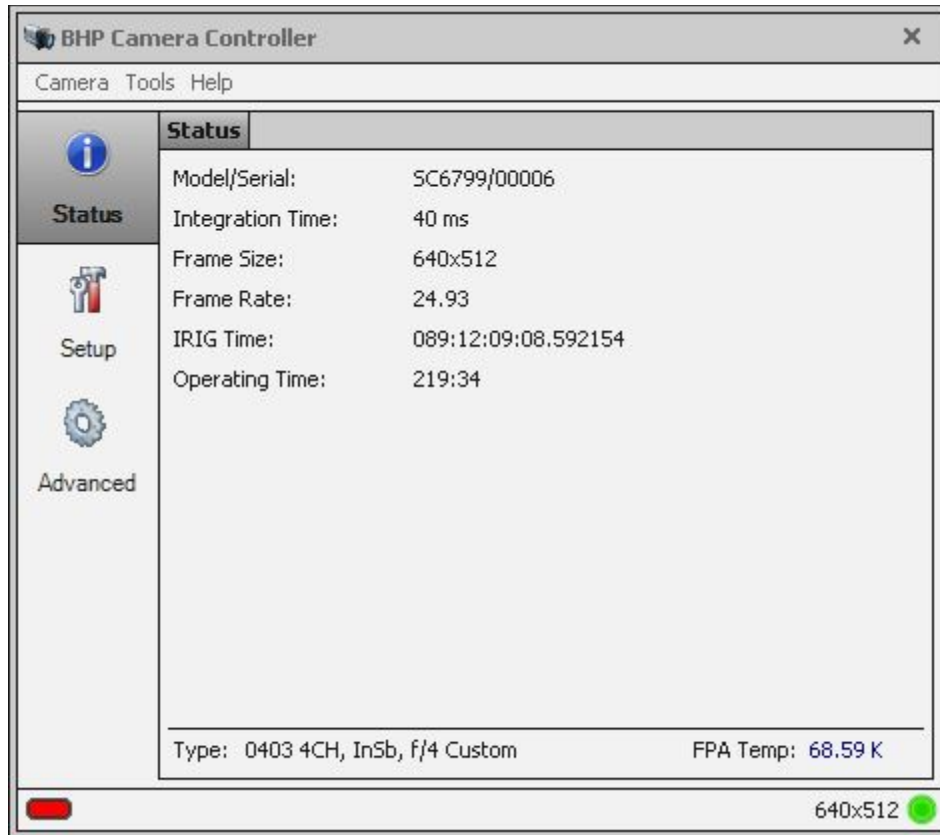 BHP Camera Controller
Camera Tools Help
Status
Status
Setup
Advanced
Model/Serial: SC6799/00006
Integration Time: 40 ms
Frame Size: 640x512
Frame Rate: 24.93
IRIG Time: 089:12:09:08.592154
Operating Time: 219:34
Type: 0403 4CH, InSb, f/4 Custom FPA Temp: 68.59 K
640x512